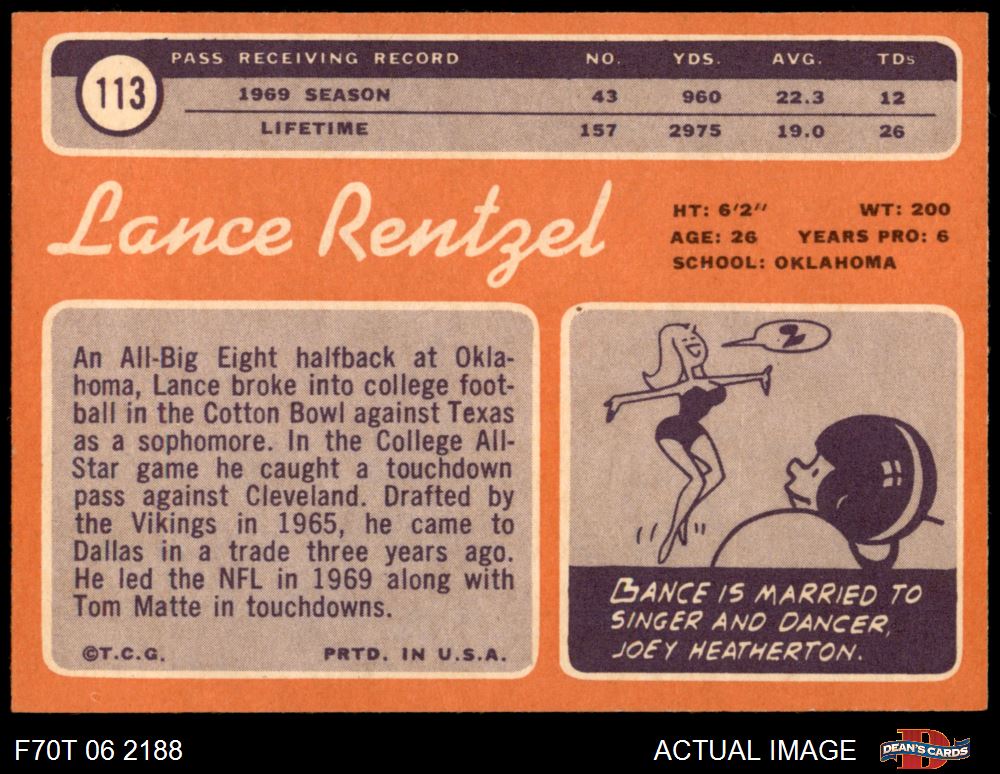 PASS RECEIVING RECORD NO. YDS. AVG. TDs
113
1969 SEASON 43 960 22.3 12
LIFETIME 157 2975 19.0 26
Lance Rentzel
HT: 6'2" WT: 200
AGE: 26 YEARS PRO: 6
SCHOOL: OKLAHOMA
An All-Big Eight halfback at Okla-
homa, Lance broke into college foot-
ball in the Cotton Bowl against Texas
as a sophomore. In the College All-
Star game he caught a touchdown
pass against Cleveland. Drafted by
the Vikings in 1965, he came to
Dallas in a trade three years ago.
He led the NFL in 1969 along with
Tom Matte in touchdowns.
©T.C.G. PRTD. IN U.S.A.
LANCE IS MARRIED TO
SINGER AND DANCER,
JOEY HEATHERTON.
F70T 06 2188
ACTUAL IMAGE
D
DEAN'S CARDS